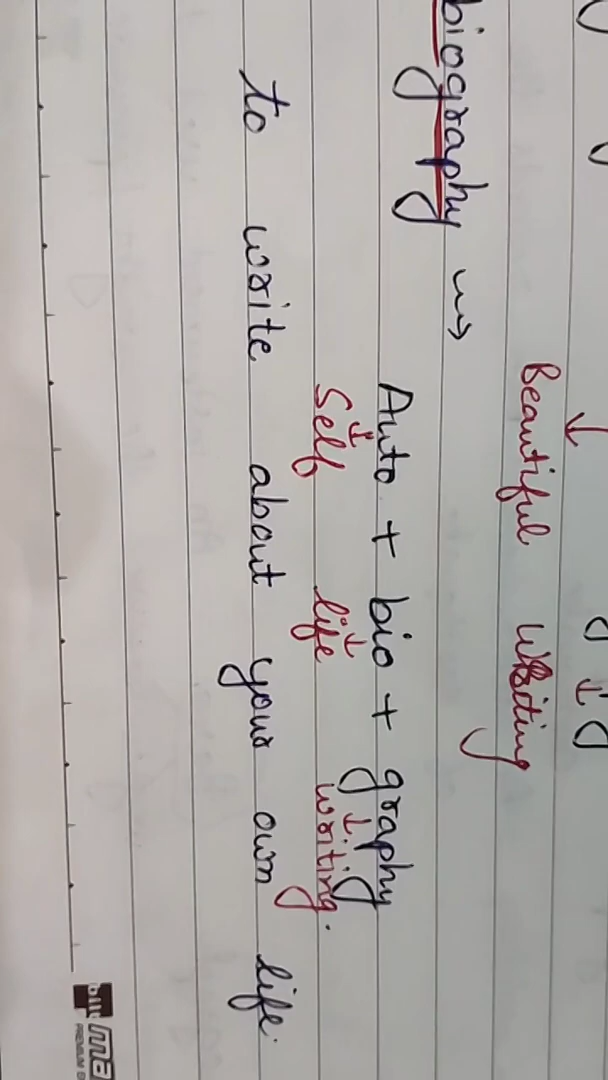 Beautiful Writing
biography ~> Auto + bio + graphy
↓ ↓ ↓
Self life writing.
to write about your own life.